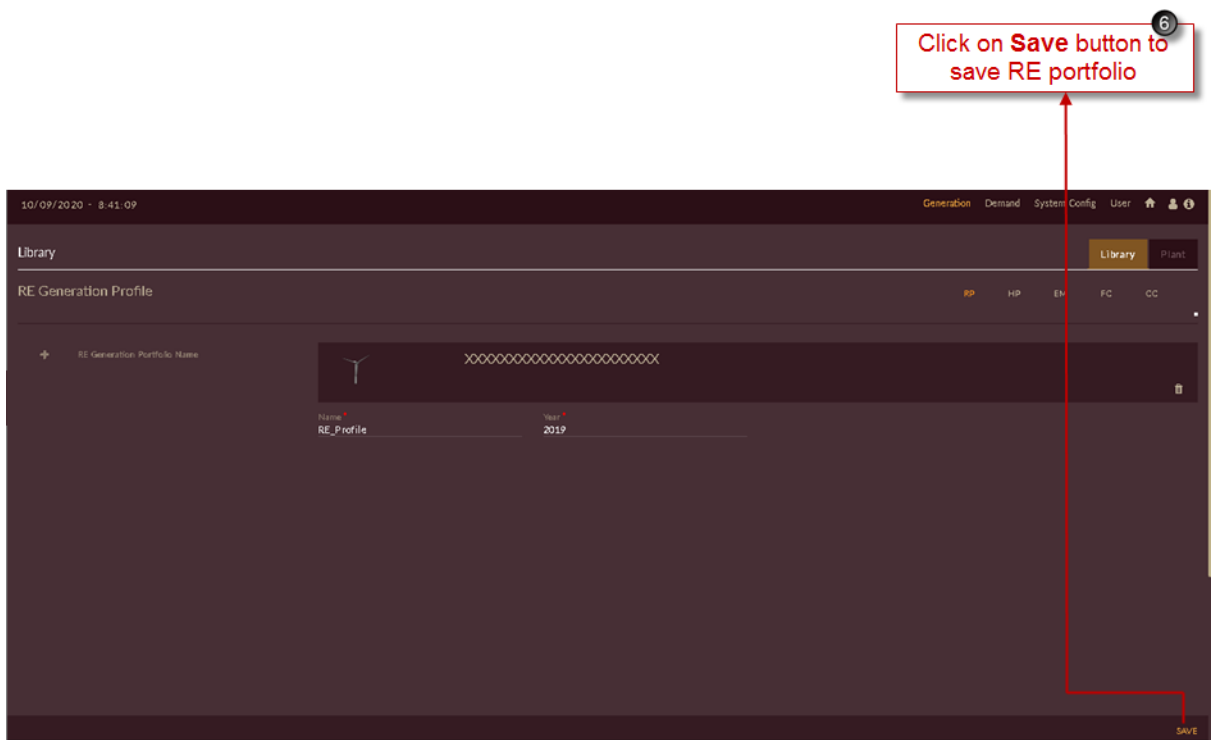 6
Click on Save button to
save RE portfolio
10/09/2020 - 8:41:09
Generation Demand System Config User
Library
Library Plant
RE Generation Profile
RP HP EM FC CC
RE Generation Portfolio Name
XXXXXXXXXXXXXXXXXXXXXXXX
Name * Year *
RE_Profile 2019
SAVE